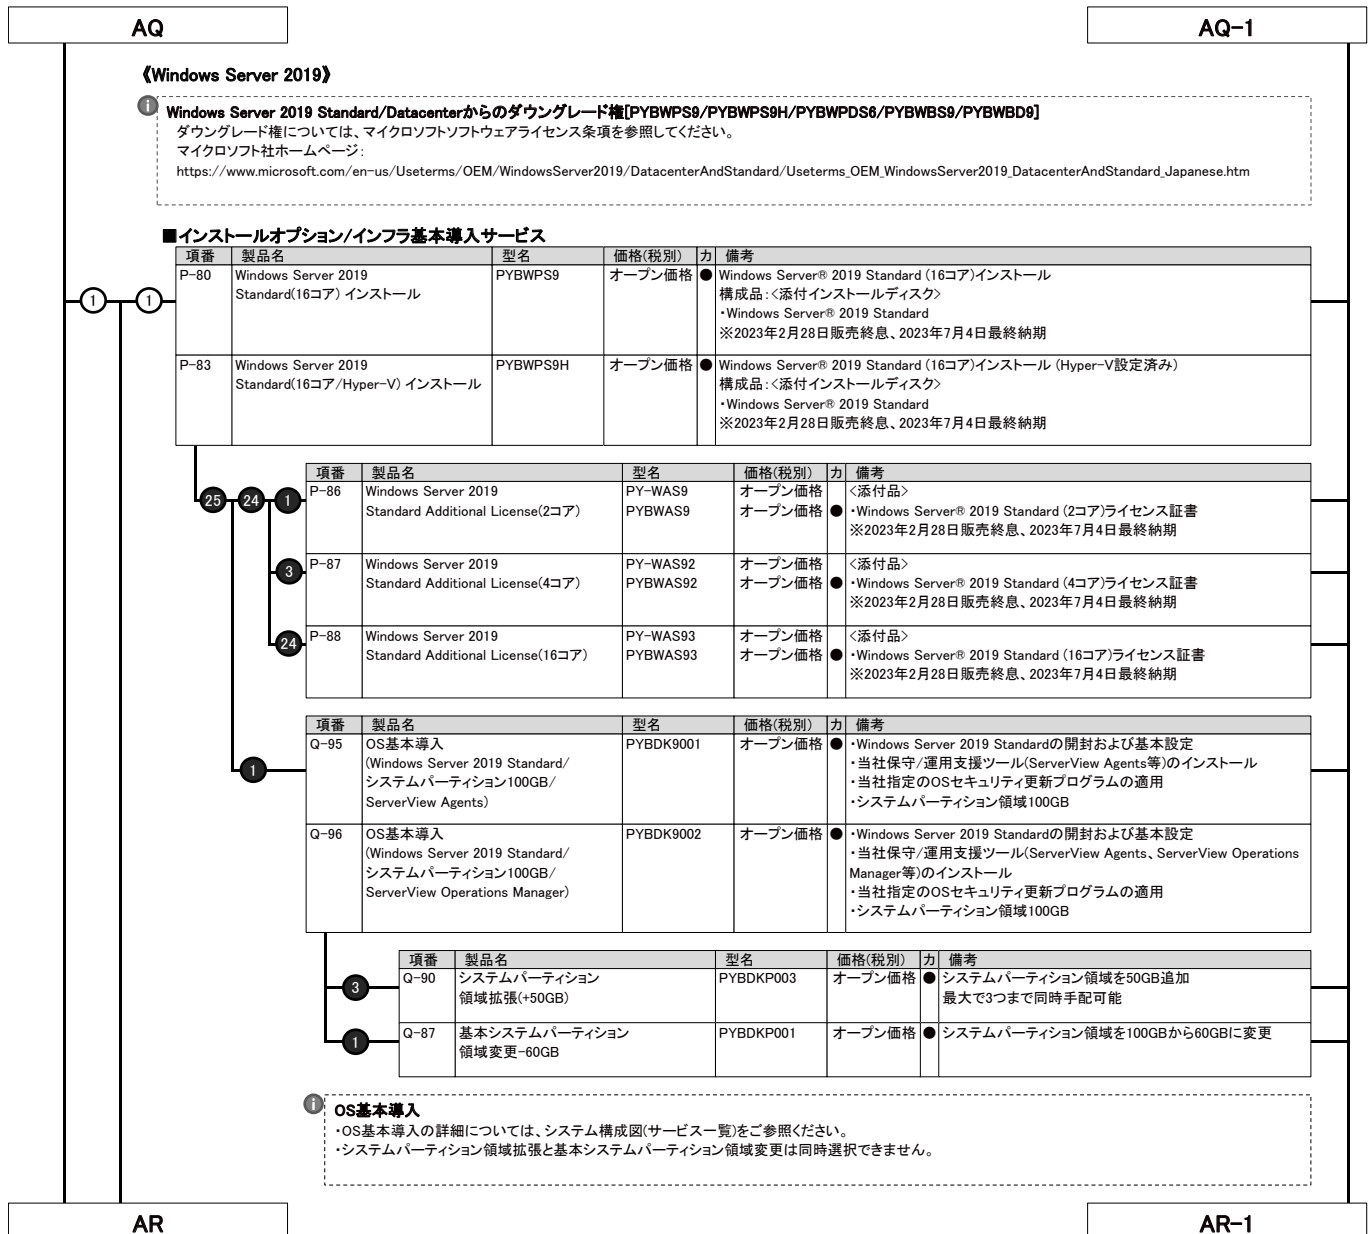 AQ
AQ-1
《Windows Server 2019》
Windows Server 2019 Standard/Datacenterからのダウングレード権[PYBWPS9/PYBWPS9H/PYBWPDS6/PYBWBS9/PYBWBD9]
ダウングレード権については、マイクロソフトソフトウェアライセンス条項を参照してください。
マイクロソフト社ホームページ:
https://www.microsoft.com/en-us/Useterms/OEM/WindowsServer2019/DatacenterAndStandard/Useterms_OEM_WindowsServer2019_DatacenterAndStandard_Japanese.htm
■インストールオプション/インフラ基本導入サービス
項番 製品名 型名 価格(税別) カ 備考
1 1
P-80 Windows Server 2019 PYBWPS9 オープン価格 ● Windows Server® 2019 Standard (16コア)インストール
Standard(16コア) インストール 構成品:<添付インストールディスク>
・Windows Server® 2019 Standard
※2023年2月28日販売終息、2023年7月4日最終納期
P-83 Windows Server 2019 PYBWPS9H オープン価格 ● Windows Server® 2019 Standard (16コア)インストール (Hyper-V設定済み)
Standard(16コア/Hyper-V) インストール 構成品:<添付インストールディスク>
・Windows Server® 2019 Standard
※2023年2月28日販売終息、2023年7月4日最終納期
項番 製品名 型名 価格(税別) カ 備考
25 24 1
P-86 Windows Server 2019 PY-WAS9 オープン価格 <添付品>
Standard Additional License(2コア) PYBWAS9 オープン価格 ● ・Windows Server® 2019 Standard (2コア)ライセンス証書
※2023年2月28日販売終息、2023年7月4日最終納期
3
P-87 Windows Server 2019 PY-WAS92 オープン価格 <添付品>
Standard Additional License(4コア) PYBWAS92 オープン価格 ● ・Windows Server® 2019 Standard (4コア)ライセンス証書
※2023年2月28日販売終息、2023年7月4日最終納期
24
P-88 Windows Server 2019 PY-WAS93 オープン価格 <添付品>
Standard Additional License(16コア) PYBWAS93 オープン価格 ● ・Windows Server® 2019 Standard (16コア)ライセンス証書
※2023年2月28日販売終息、2023年7月4日最終納期
項番 製品名 型名 価格(税別) カ 備考
1
Q-95 OS基本導入 PYBDK9001 オープン価格 ● ・Windows Server 2019 Standardの開封および基本設定
(Windows Server 2019 Standard/ ・当社保守/運用支援ツール(ServerView Agents等)のインストール
システムパーティション100GB/ ・当社指定のOSセキュリティ更新プログラムの適用
ServerView Agents) ・システムパーティション領域100GB
Q-96 OS基本導入 PYBDK9002 オープン価格 ● ・Windows Server 2019 Standardの開封および基本設定
(Windows Server 2019 Standard/ ・当社保守/運用支援ツール(ServerView Agents、ServerView Operations
システムパーティション100GB/ Manager等)のインストール
ServerView Operations Manager) ・当社指定のOSセキュリティ更新プログラムの適用
・システムパーティション領域100GB
項番 製品名 型名 価格(税別) カ 備考
3
Q-90 システムパーティション PYBDKP003 オープン価格 ● システムパーティション領域を50GB追加
領域拡張(+50GB) 最大で3つまで同時手配可能
1
Q-87 基本システムパーティション PYBDKP001 オープン価格 ● システムパーティション領域を100GBから60GBに変更
領域変更-60GB
OS基本導入
・OS基本導入の詳細については、システム構成図(サービス一覧)をご参照ください。
・システムパーティション領域拡張と基本システムパーティション領域変更は同時選択できません。
AR
AR-1